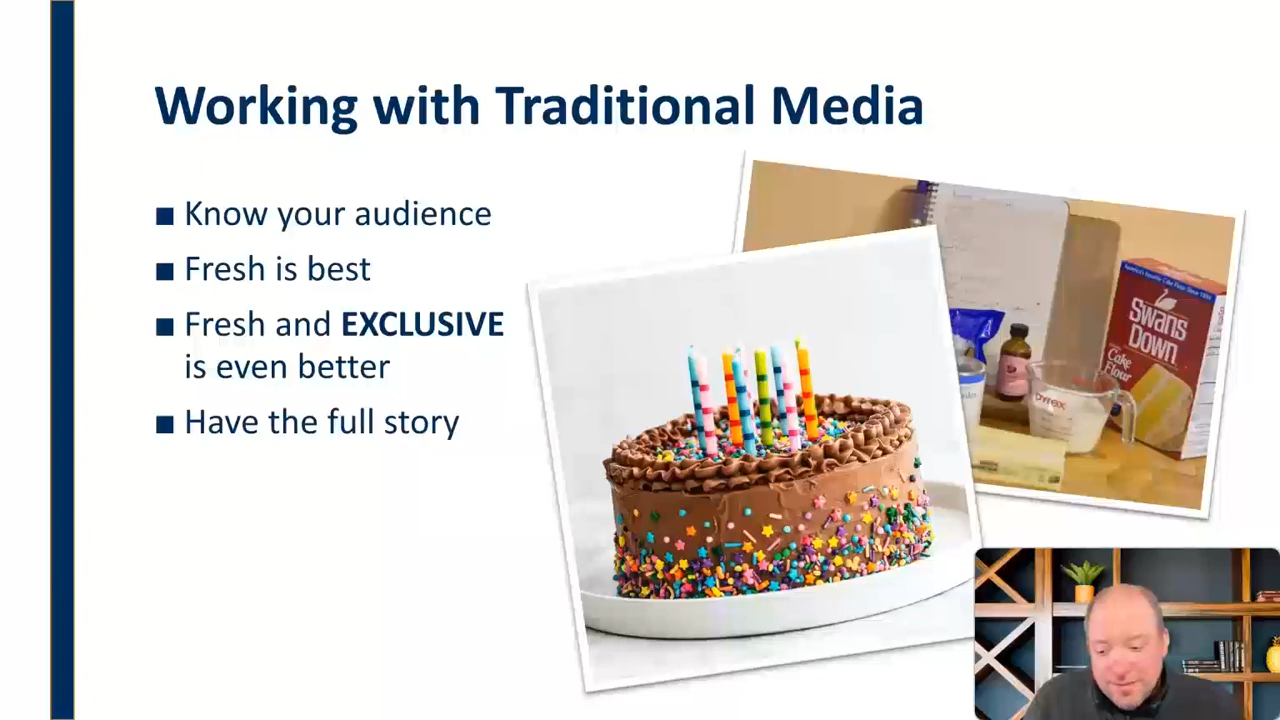 Working with Traditional Media
■ Know your audience
■ Fresh is best
■ Fresh and EXCLUSIVE
is even better
■ Have the full story
Swans
Down
Cake
Flour
PYREX